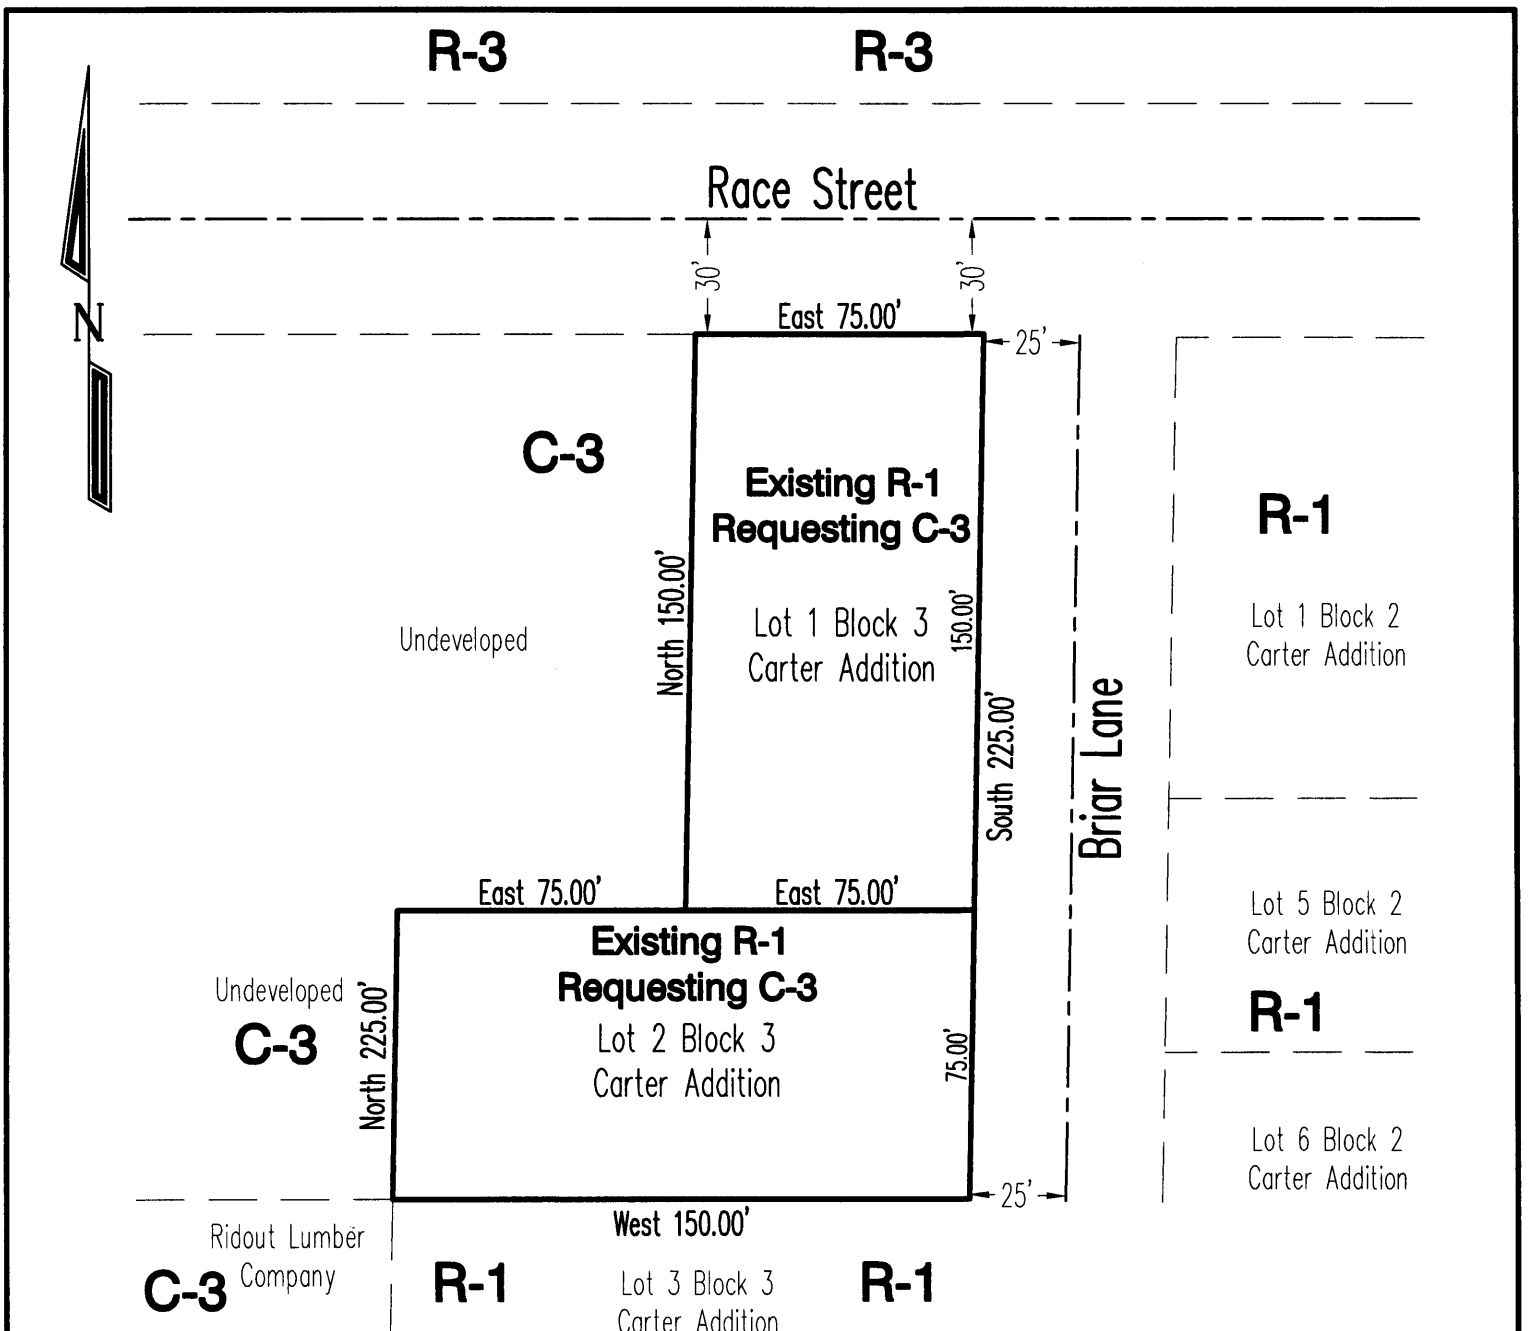 R-3
R-3
Race Street
30'
30'
N
East 75.00'
25'
C-3
Existing R-1
Requesting C-3
R-1
North 150.00'
150.00'
Lot 1 Block 3
Carter Addition
Lot 1 Block 2
Carter Addition
Undeveloped
South 225.00'
Briar Lane
East 75.00'
East 75.00'
Lot 5 Block 2
Carter Addition
Existing R-1
Requesting C-3
Undeveloped
C-3
North 225.00'
Lot 2 Block 3
Carter Addition
75.00'
R-1
Lot 6 Block 2
Carter Addition
25'
West 150.00'
Ridout Lumber
Company
C-3
R-1
Lot 3 Block 3
Carter Addition
R-1